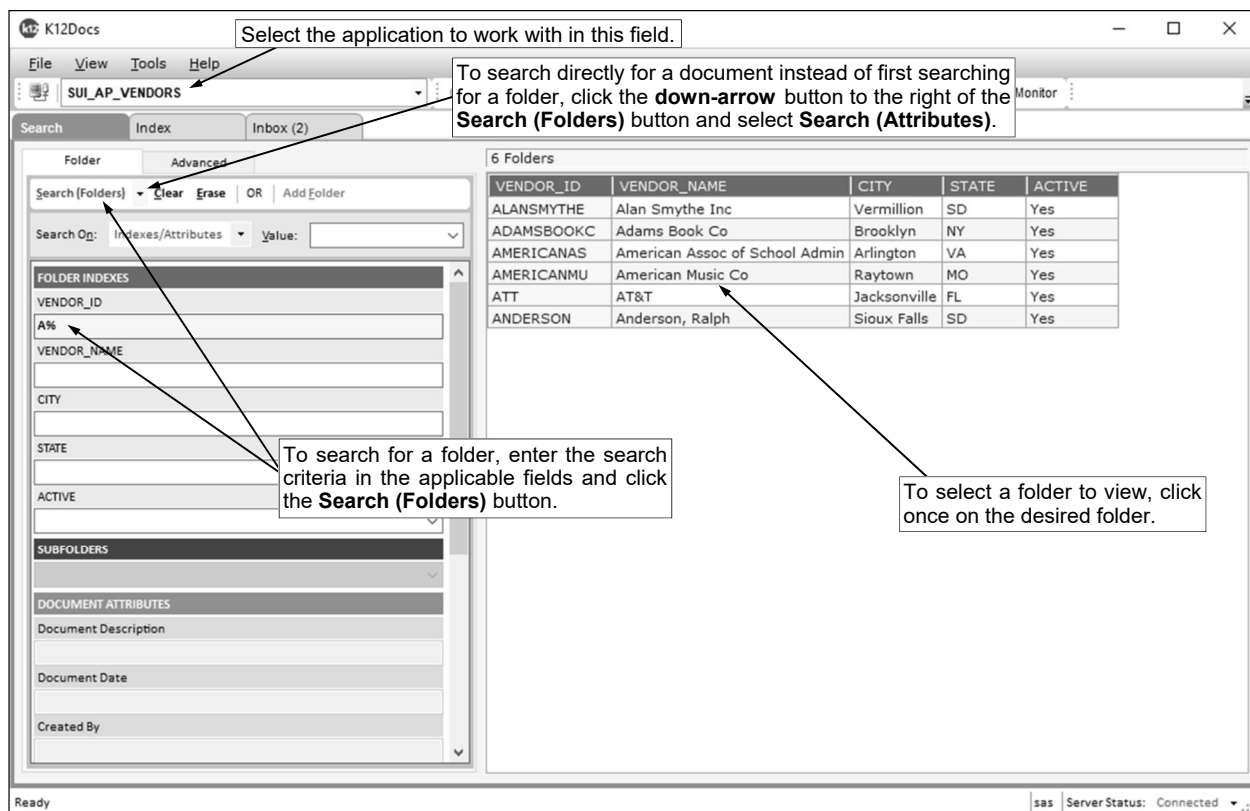 K12Docs
Select the application to work with in this field.
File View Tools Help
SUI_AP_VENDORS
Monitor
To search directly for a document instead of first searching
for a folder, click the down-arrow button to the right of the
Search (Folders) button and select Search (Attributes).
Search Index Inbox (2)
Folder Advanced
Search (Folders) Clear Erase OR Add Folder
Search On: Indexes/Attributes Value:
FOLDER INDEXES
VENDOR_ID
A%
VENDOR_NAME
CITY
STATE
ACTIVE
To search for a folder, enter the search
criteria in the applicable fields and click
the Search (Folders) button.
SUBFOLDERS
DOCUMENT ATTRIBUTES
Document Description
Document Date
Created By
6 Folders
VENDOR_ID VENDOR_NAME CITY STATE ACTIVE
ALANSMYTHE Alan Smythe Inc Vermillion SD Yes
ADAMSBOOKC Adams Book Co Brooklyn NY Yes
AMERICANAS American Assoc of School Admin Arlington VA Yes
AMERICANMU American Music Co Raytown MO Yes
ATT AT&T Jacksonville FL Yes
ANDERSON Anderson, Ralph Sioux Falls SD Yes
To select a folder to view, click
once on the desired folder.
Ready
sas Server Status: Connected